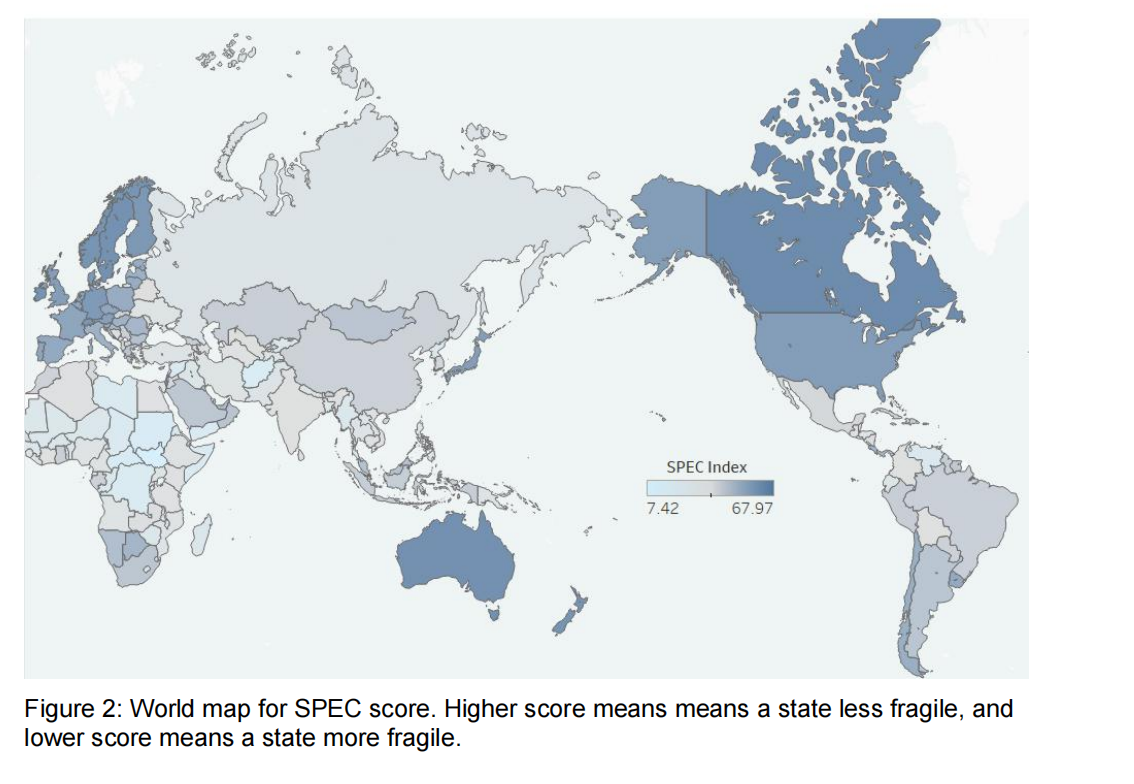 SPEC Index
7.42 67.97
Figure 2: World map for SPEC score. Higher score means means a state less fragile, and
lower score means a state more fragile.